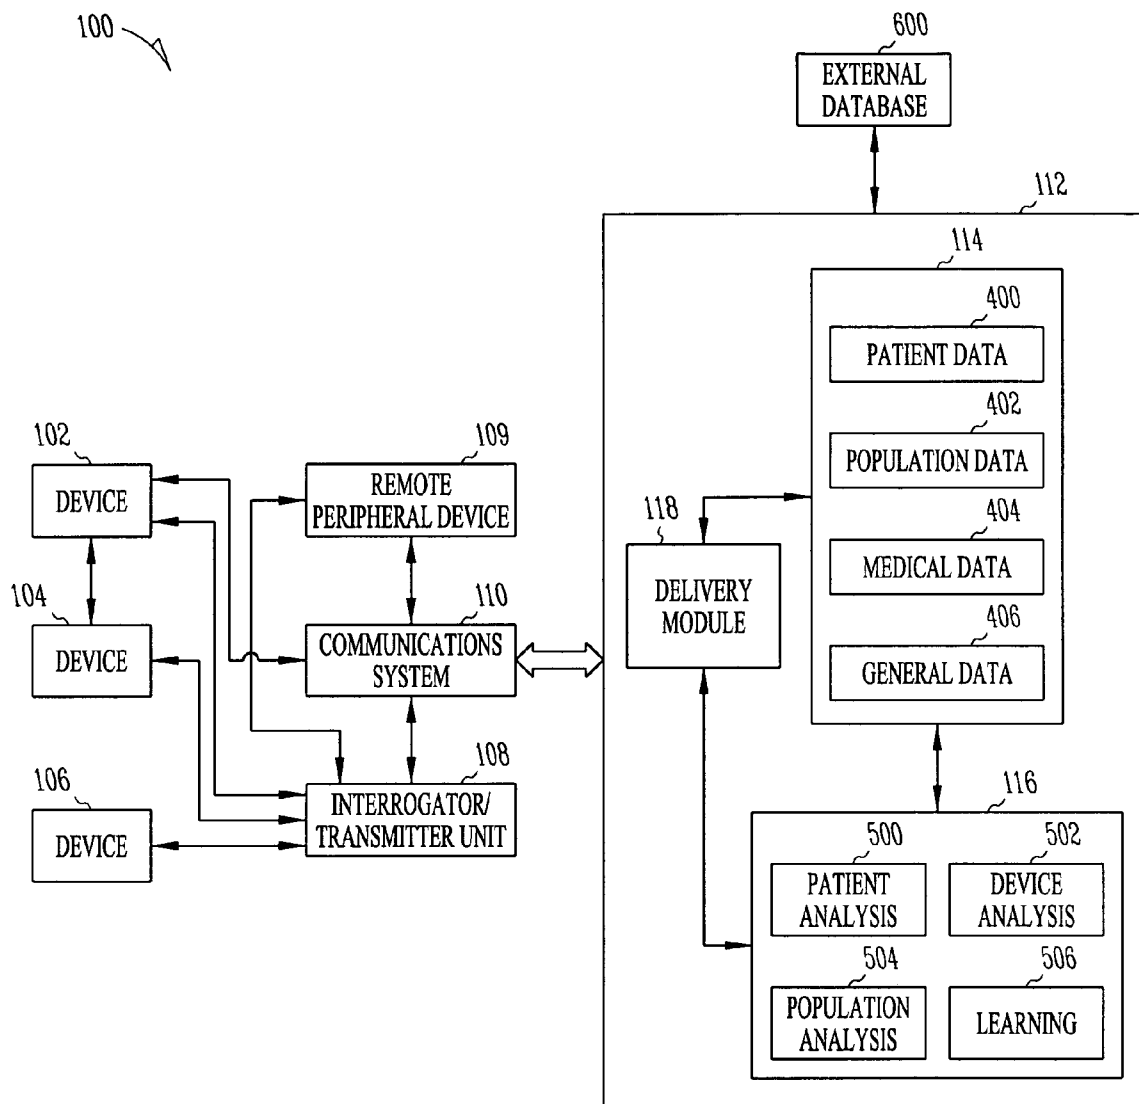 100
600
EXTERNAL
DATABASE
112
114
400
PATIENT DATA
402
POPULATION DATA
404
MEDICAL DATA
406
GENERAL DATA
118
DELIVERY
MODULE
102
DEVICE
104
DEVICE
106
DEVICE
109
REMOTE
PERIPHERAL DEVICE
110
COMMUNICATIONS
SYSTEM
108
INTERROGATOR/
TRANSMITTER UNIT
116
500
PATIENT
ANALYSIS
502
DEVICE
ANALYSIS
504
POPULATION
ANALYSIS
506
LEARNING